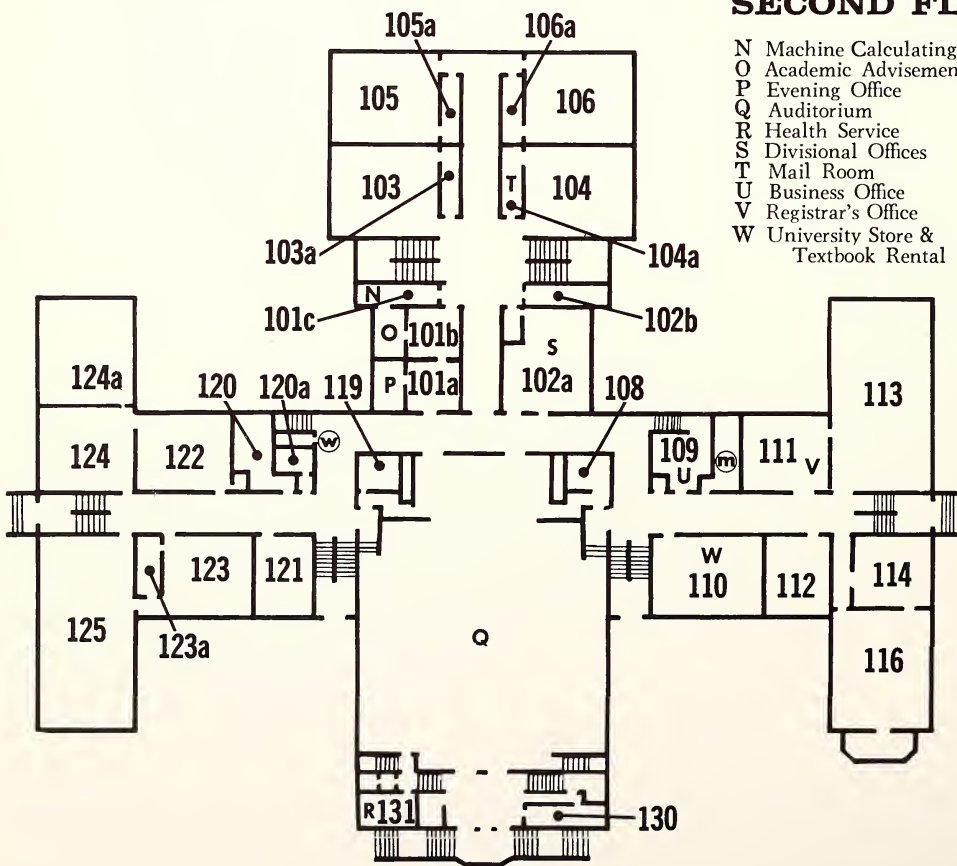 SECOND FL
N Machine Calculating
O Academic Advisemen
P Evening Office
Q Auditorium
R Health Service
S Divisional Offices
T Mail Room
U Business Office
V Registrar's Office
W University Store &
Textbook Rental
105a 106a
105 106
103 T 104
103a 104a
N
101c 102b
O 101b S
P 101a 102a
124a 120 120a 119 108 113
w
124 122 109 m 111 V
U
123 121 W 114
125 110 112
123a Q 116
R 131 130